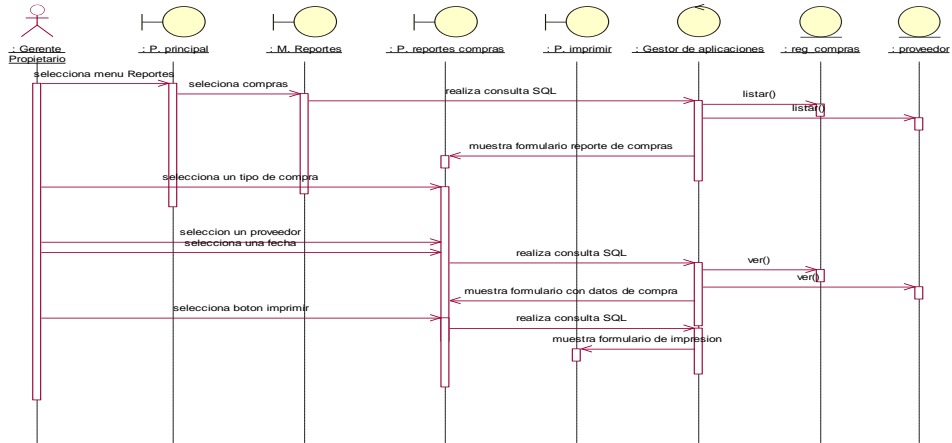 : Gerente
Propietario
: P. principal
: M. Reportes
: P. reportes compras
: P. imprimir
: Gestor de aplicaciones
: reg_compras
: proveedor
selecciona menu Reportes
seleciona compras
realiza consulta SQL
listar()
listar()
muestra formulario reporte de compras
selecciona un tipo de compra
seleccion un proveedor
selecciona una fecha
realiza consulta SQL
ver()
ver()
muestra formulario con datos de compra
selecciona boton imprimir
realiza consulta SQL
muestra formulario de impresion